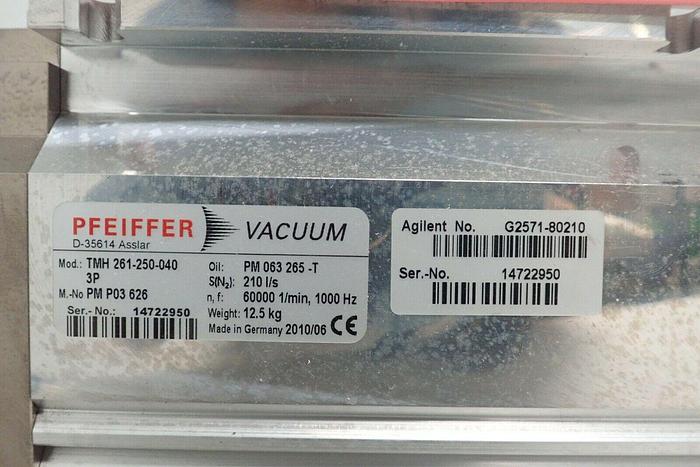 PFEIFFER VACUUM
D-35614 Asslar
Mod.: TMH 261-250-040
3P
M.-No PM P03 626
Ser.- No.: 14722950
Oil: PM 063 265 -T
S(N₂): 210 l/s
n, f: 60000 1/min, 1000 Hz
Weight: 12.5 kg
Made in Germany 2010/06 CE
Agilent No. G2571-80210
Ser.-No. 14722950